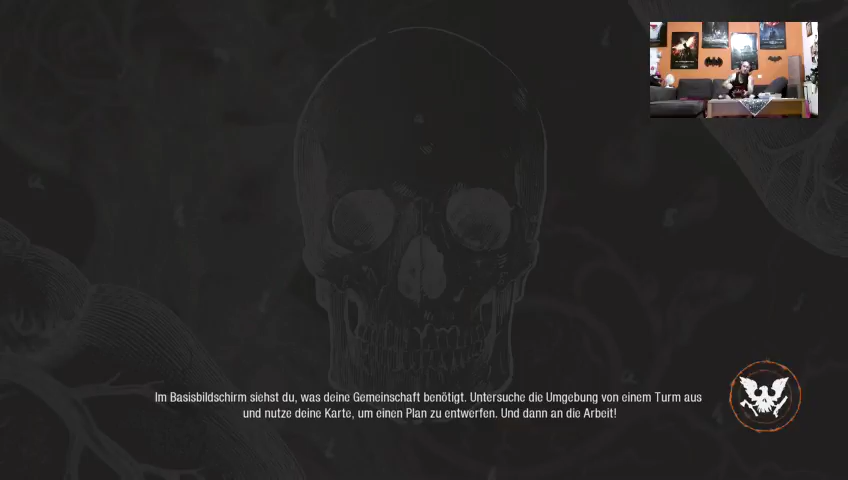 Im Basisbildschirm siehst du, was deine Gemeinschaft benötigt. Untersuche die Umgebung von einem Turm aus
und nutze deine Karte, um einen Plan zu entwerfen. Und dann an die Arbeit!